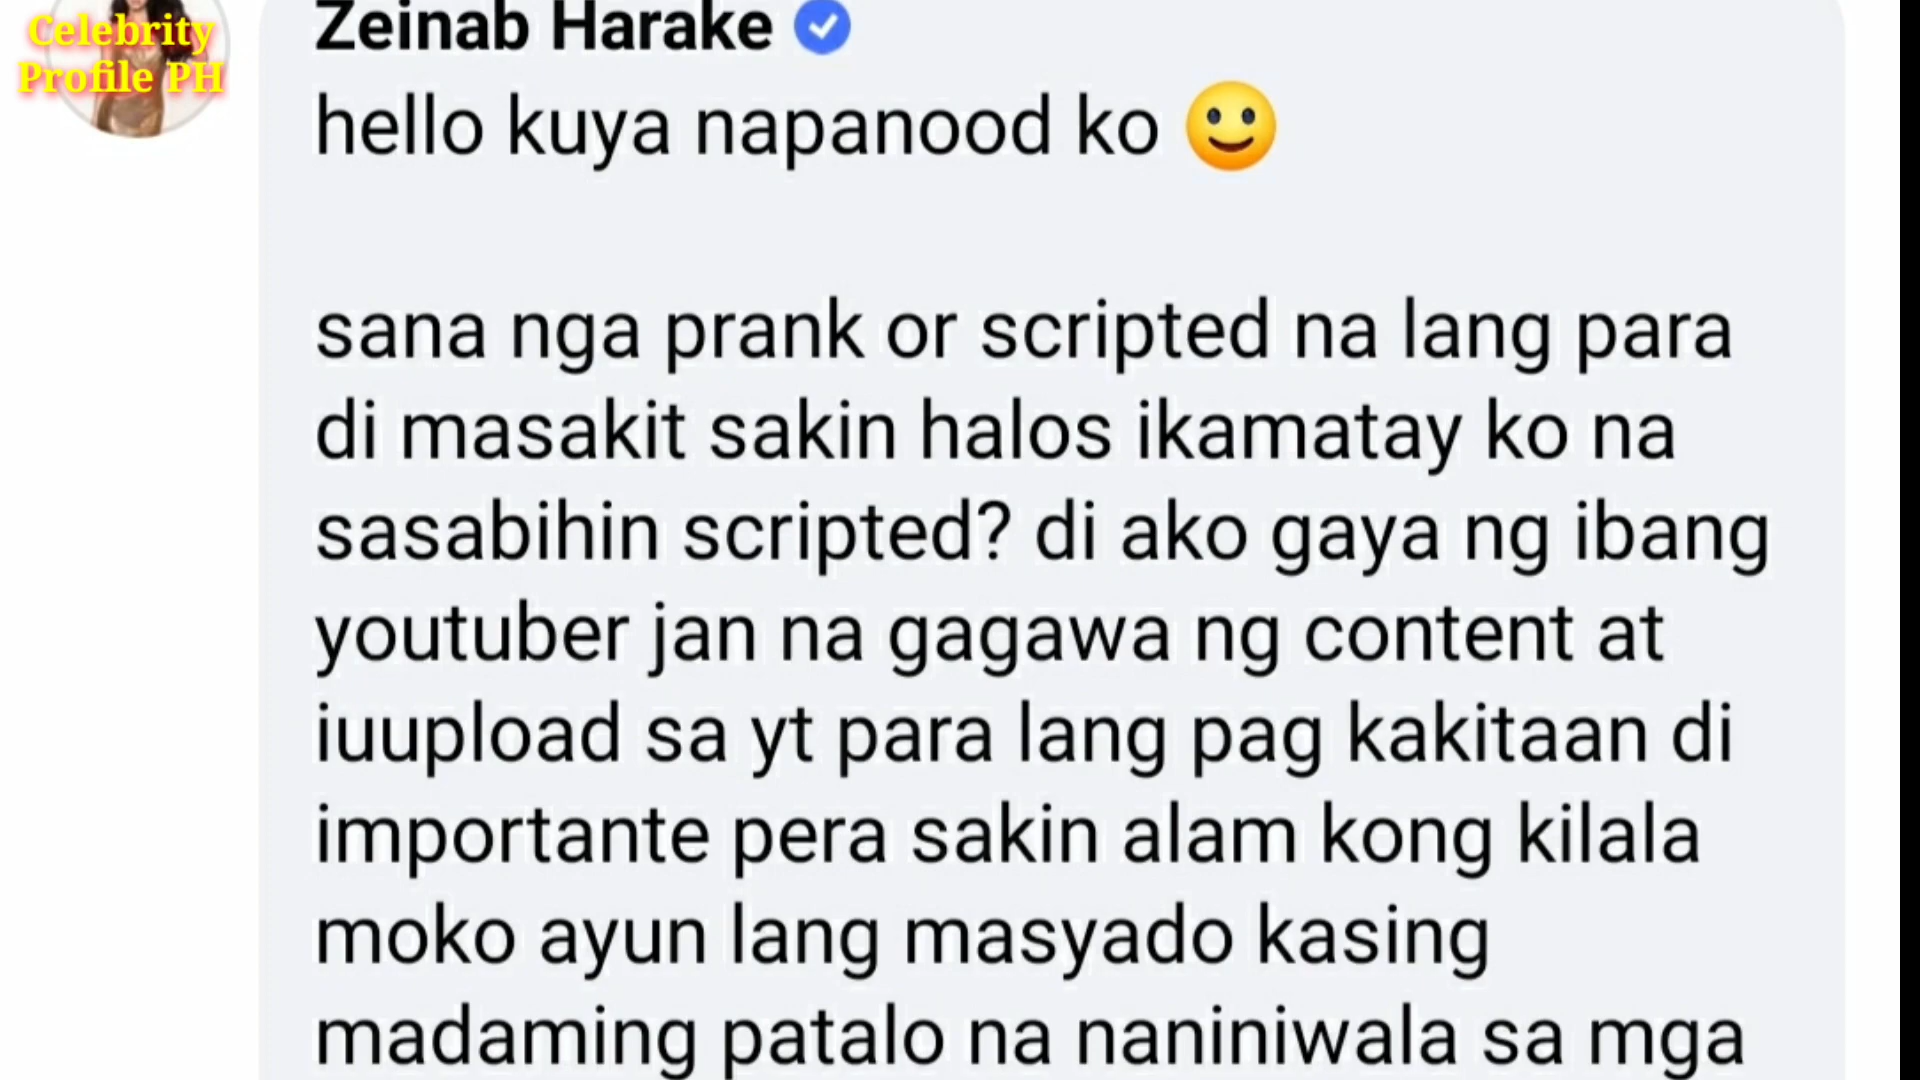 Celebrity
Profile PH
Zeinab Harake
hello kuya napanood ko 🙂
sana nga prank or scripted na lang para
di masakit sakin halos ikamatay ko na
sasabihin scripted? di ako gaya ng ibang
youtuber jan na gagawa ng content at
iuupload sa yt para lang pag kakitaan di
importante pera sakin alam kong kilala
moko ayun lang masyado kasing
madaming patalo na naniniwala sa mga